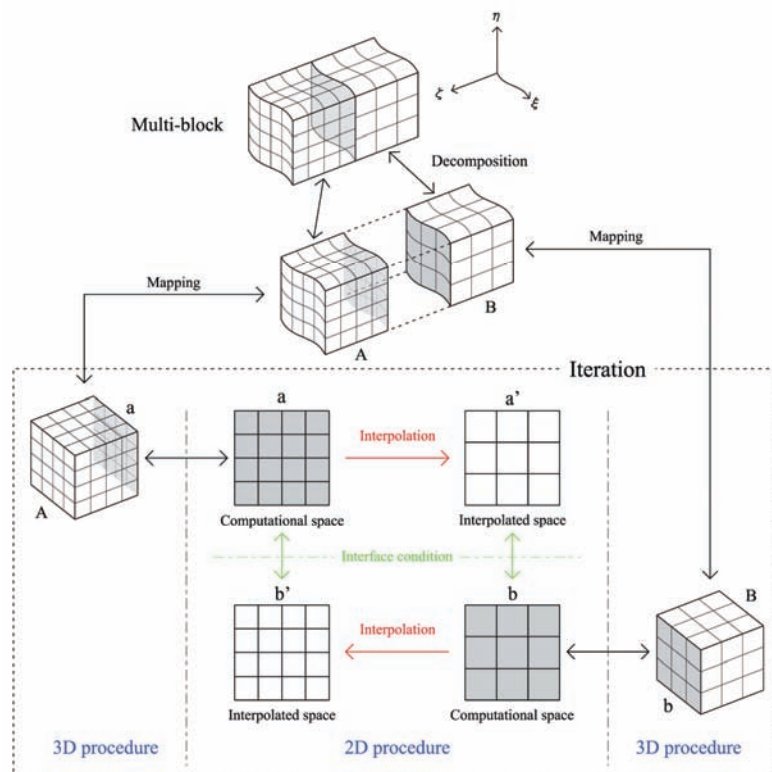 η
ζ
ξ
Multi-block
Decomposition
Mapping
Mapping
B
A
Iteration
a
a
a'
Interpolation
A
Computational space
Interpolated space
Interface condition
b'
b
B
Interpolation
b
Interpolated space
Computational space
3D procedure
2D procedure
3D procedure